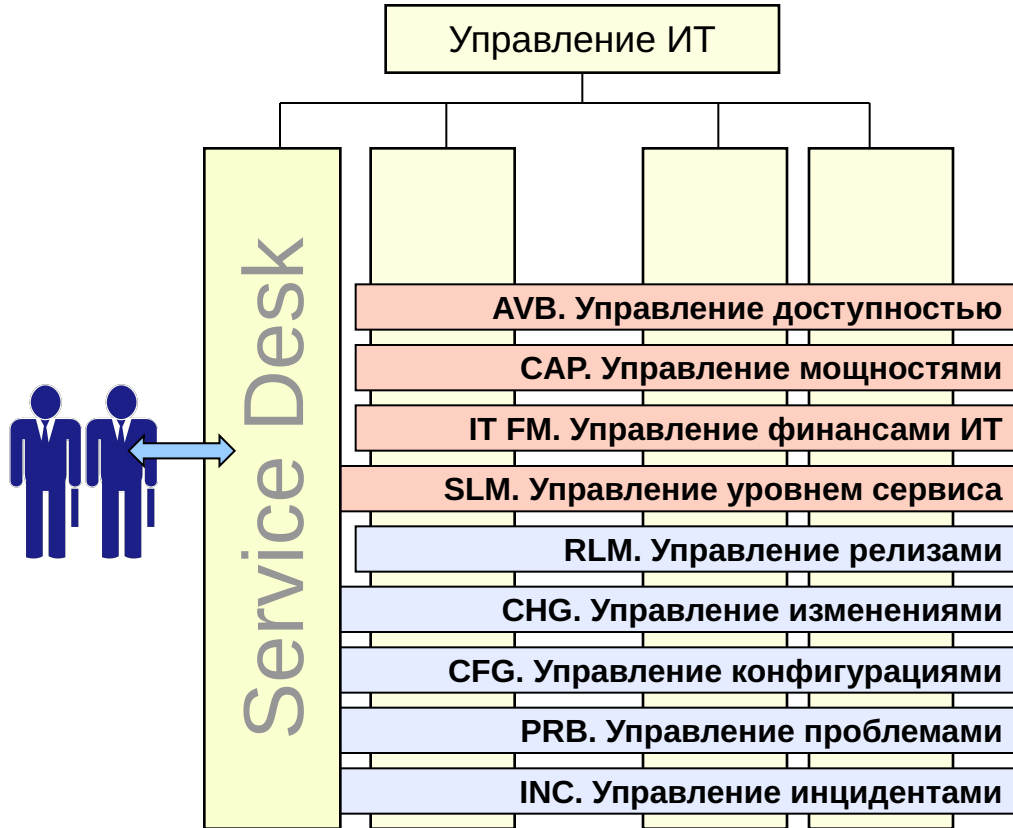 Управление ИТ
Service Desk
AVB. Управление доступностью
CAP. Управление мощностями
IT FM. Управление финансами ИТ
SLM. Управление уровнем сервиса
RLM. Управление релизами
CHG. Управление изменениями
CFG. Управление конфигурациями
PRB. Управление проблемами
INC. Управление инцидентами